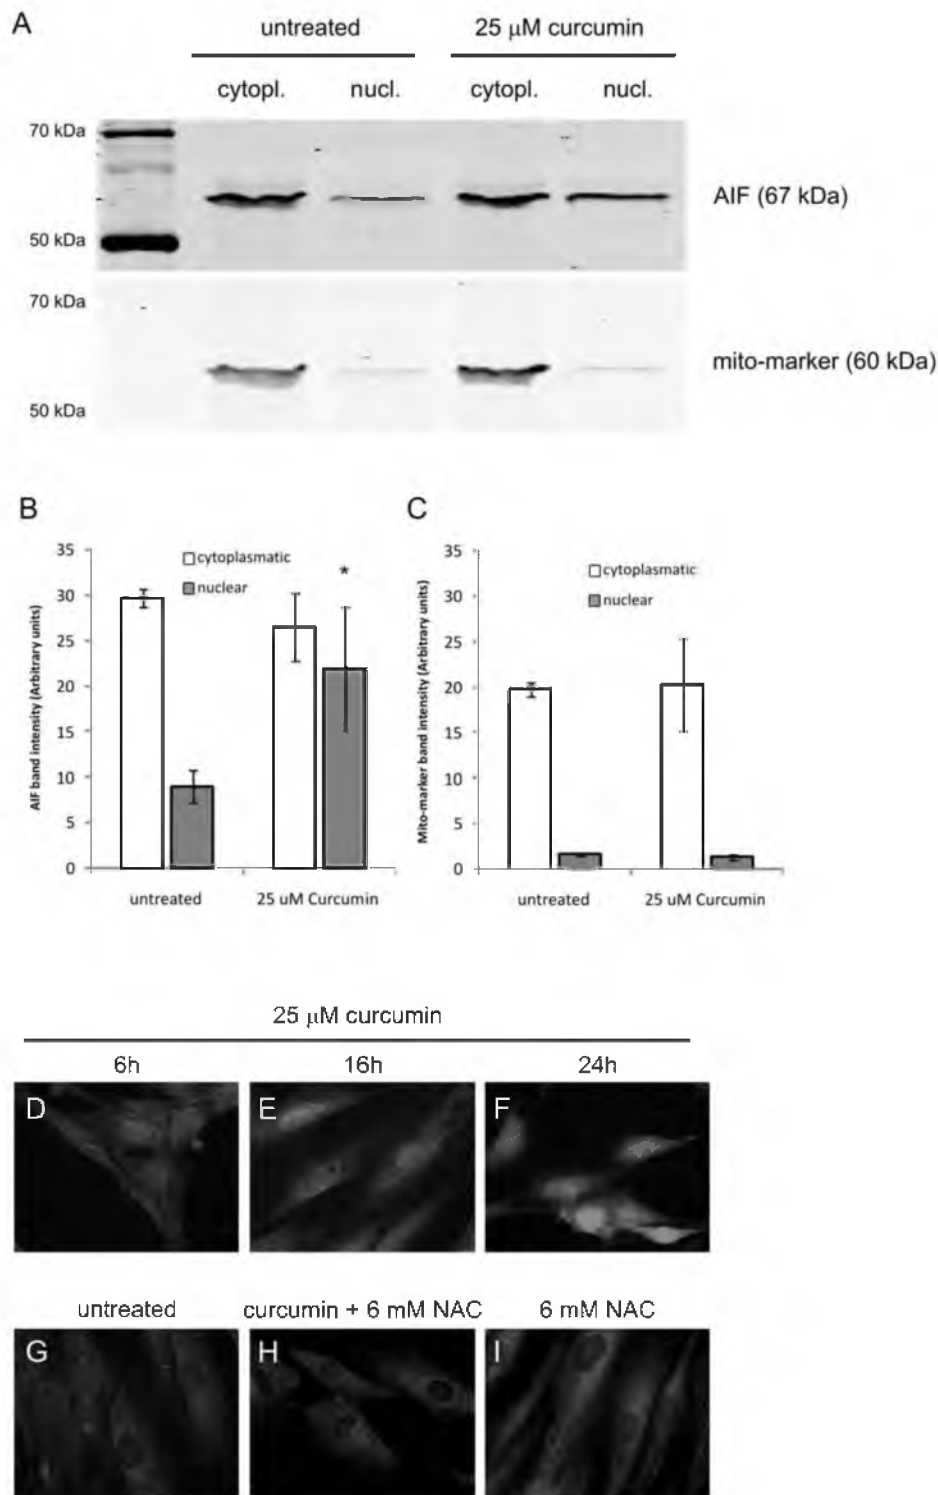 A
untreated
25 μM curcumin
cytopl.
nucl.
cytopl.
nucl.
70 kDa
50 kDa
AIF (67 kDa)
70 kDa
50 kDa
mito-marker (60 kDa)
B
AIF band intensity (Arbitrary units)
35
30
25
20
15
10
5
0
cytoplasmatic
nuclear
*
untreated
25 uM Curcumin
C
Mito-marker band intensity (Arbitrary units)
35
30
25
20
15
10
5
0
cytoplasmatic
nuclear
untreated
25 uM Curcumin
25 μM curcumin
6h
16h
24h
D
E
F
untreated
curcumin + 6 mM NAC
6 mM NAC
G
H
I